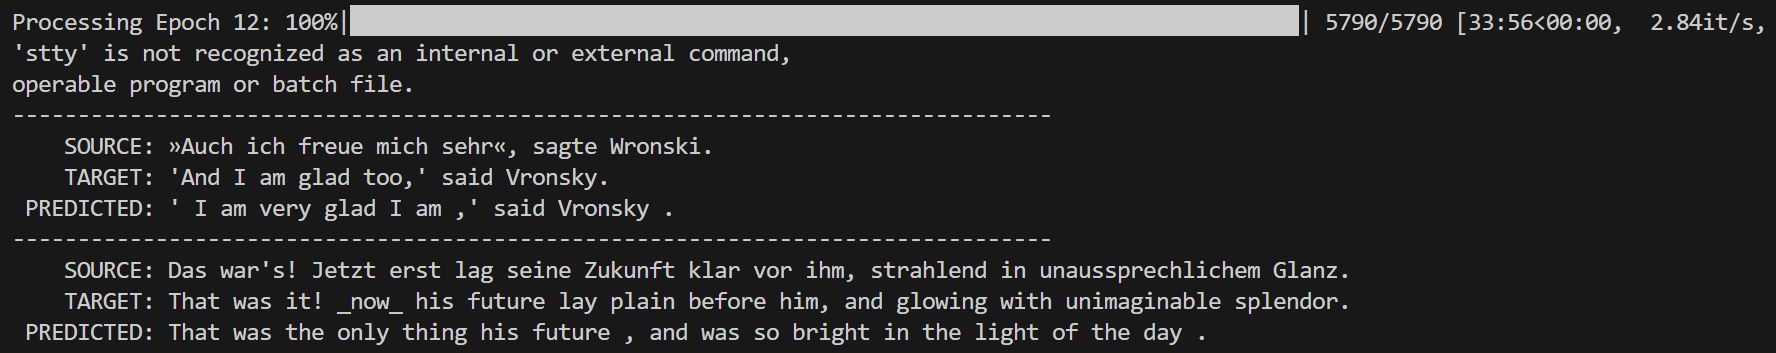 Processing Epoch 12: 100%|██████████| 5790/5790 [33:56<00:00,  2.84it/s,
'stty' is not recognized as an internal or external command,
operable program or batch file.
--------------------------------------------------------------------------------
    SOURCE: »Auch ich freue mich sehr«, sagte Wronski.
    TARGET: 'And I am glad too,' said Vronsky.
 PREDICTED: ' I am very glad I am ,' said Vronsky .
--------------------------------------------------------------------------------
    SOURCE: Das war's! Jetzt erst lag seine Zukunft klar vor ihm, strahlend in unaussprechlichem Glanz.
    TARGET: That was it! _now_ his future lay plain before him, and glowing with unimaginable splendor.
 PREDICTED: That was the only thing his future , and was so bright in the light of the day .